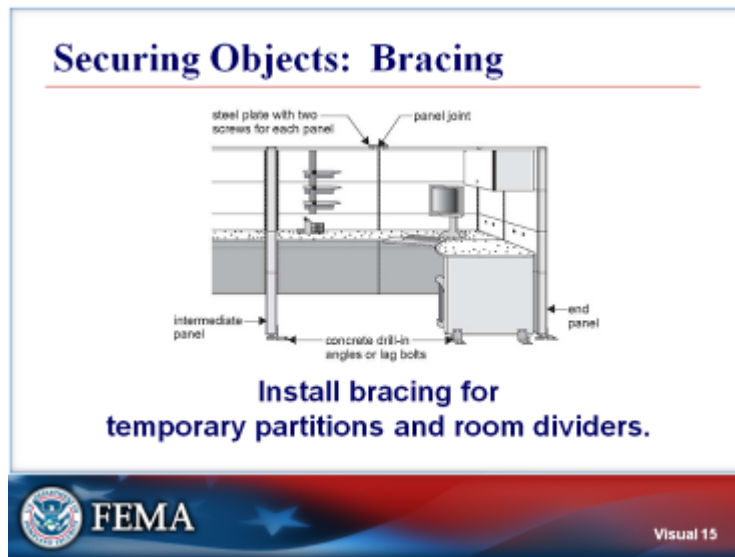 Securing Objects: Bracing
steel plate with two
screws for each panel
panel joint
intermediate
panel
concrete drill-in
angles or lag bolts
end
panel
Install bracing for
temporary partitions and room dividers.
FEMA
Visual 15